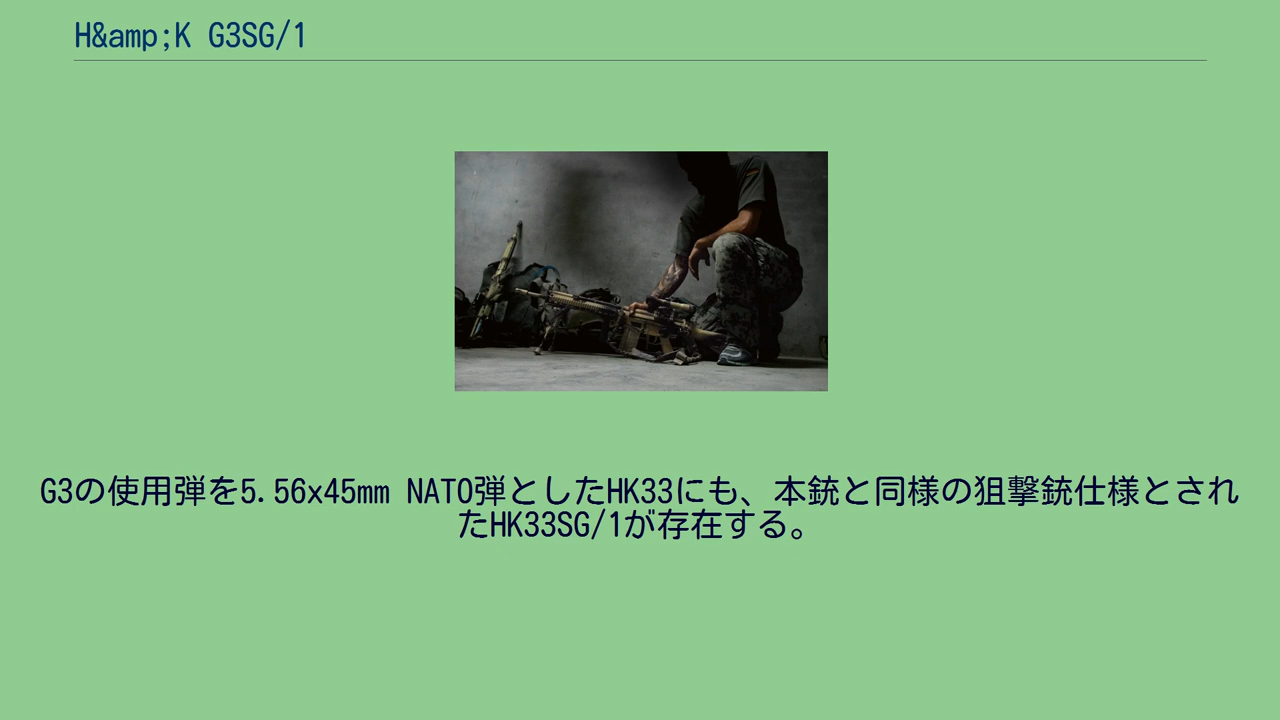 H&amp;K G3SG/1
G3の使用弾を5.56x45mm NATO弾としたHK33にも、本銃と同様の狙撃銃仕様とされ
たHK33SG/1が存在する。